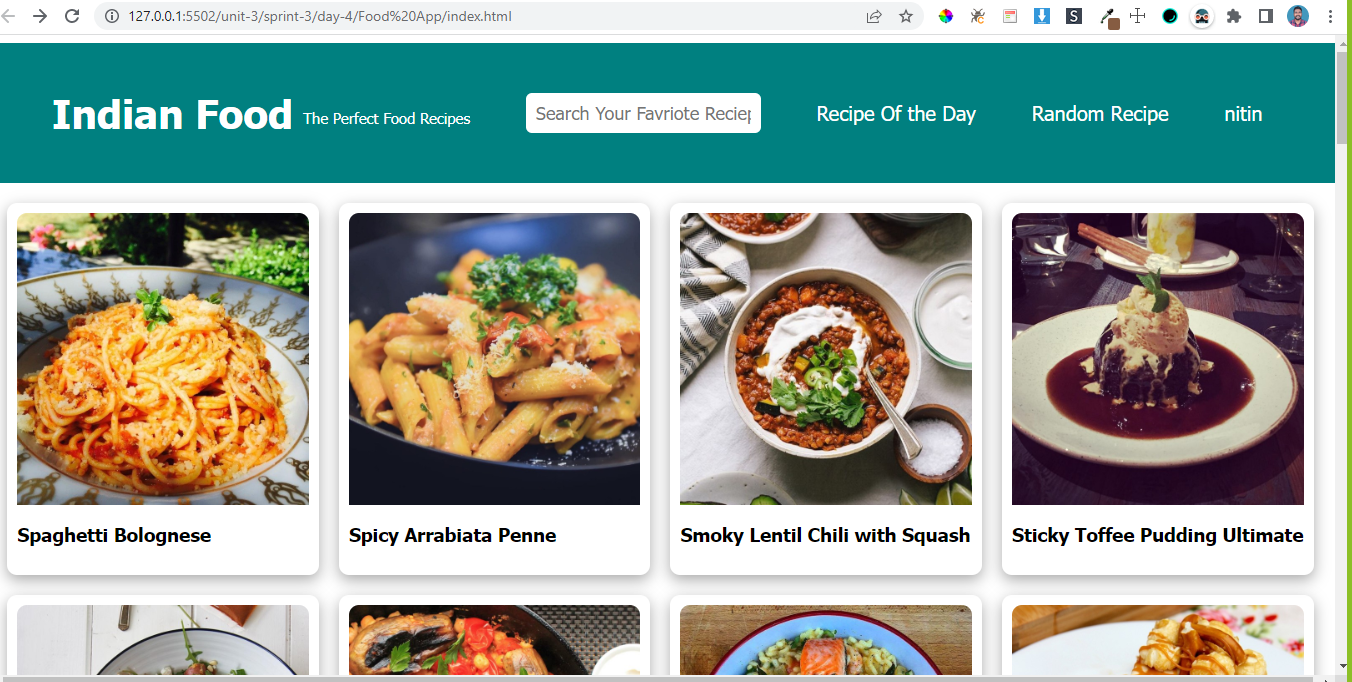 127.0.0.1:5502/unit-3/sprint-3/day-4/Food%20App/index.html
S
Indian Food The Perfect Food Recipes
Search Your Favriote Reciep
Recipe Of the Day
Random Recipe
nitin
Spaghetti Bolognese
Spicy Arrabiata Penne
Smoky Lentil Chili with Squash
Sticky Toffee Pudding Ultimate